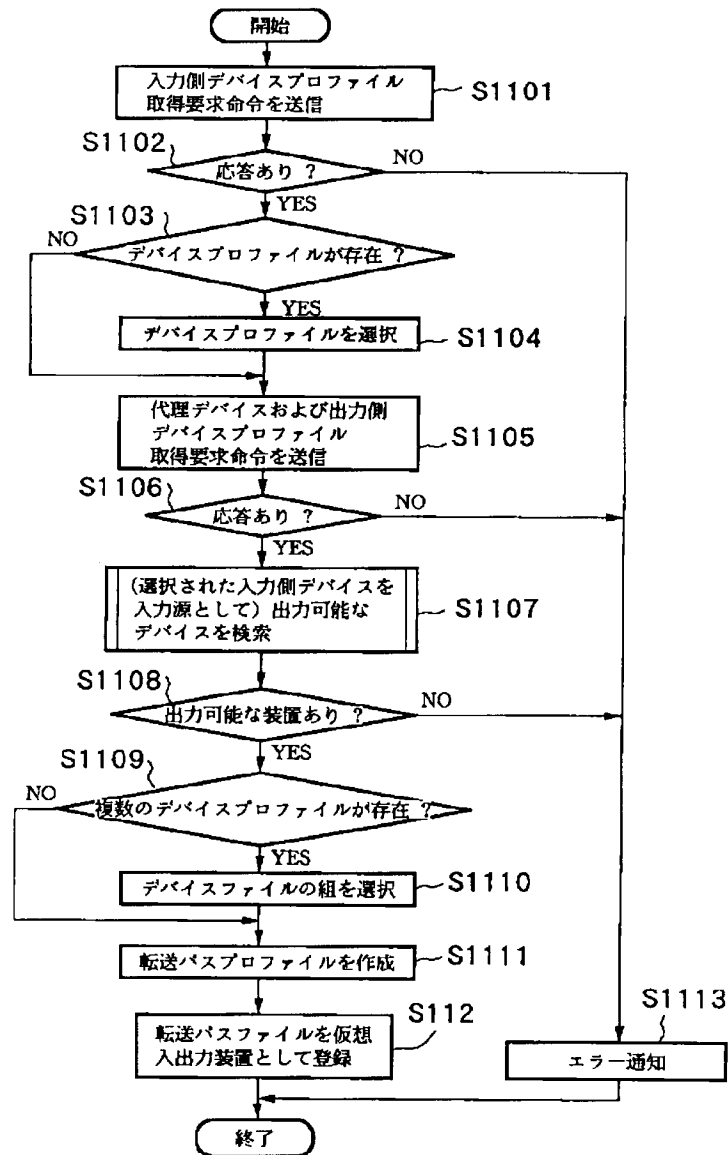 開始
入力側デバイスプロファイル
取得要求命令を送信
S1101
S1102
応答あり ?
NO
YES
S1103
NO
デバイスプロファイルが存在 ?
YES
デバイスプロファイルを選択
S1104
代理デバイスおよび出力側
デバイスプロファイル
取得要求命令を送信
S1105
S1106
応答あり ?
NO
YES
(選択された入力側デバイスを
入力源として) 出力可能な
デバイスを検索
S1107
S1108
出力可能な装置あり ?
NO
YES
S1109
NO
複数のデバイスプロファイルが存在 ?
YES
デバイスファイルの組を選択
S1110
転送パスプロファイルを作成
S1111
転送パスファイルを仮想
入出力装置として登録
S112
S1113
エラー通知
終了